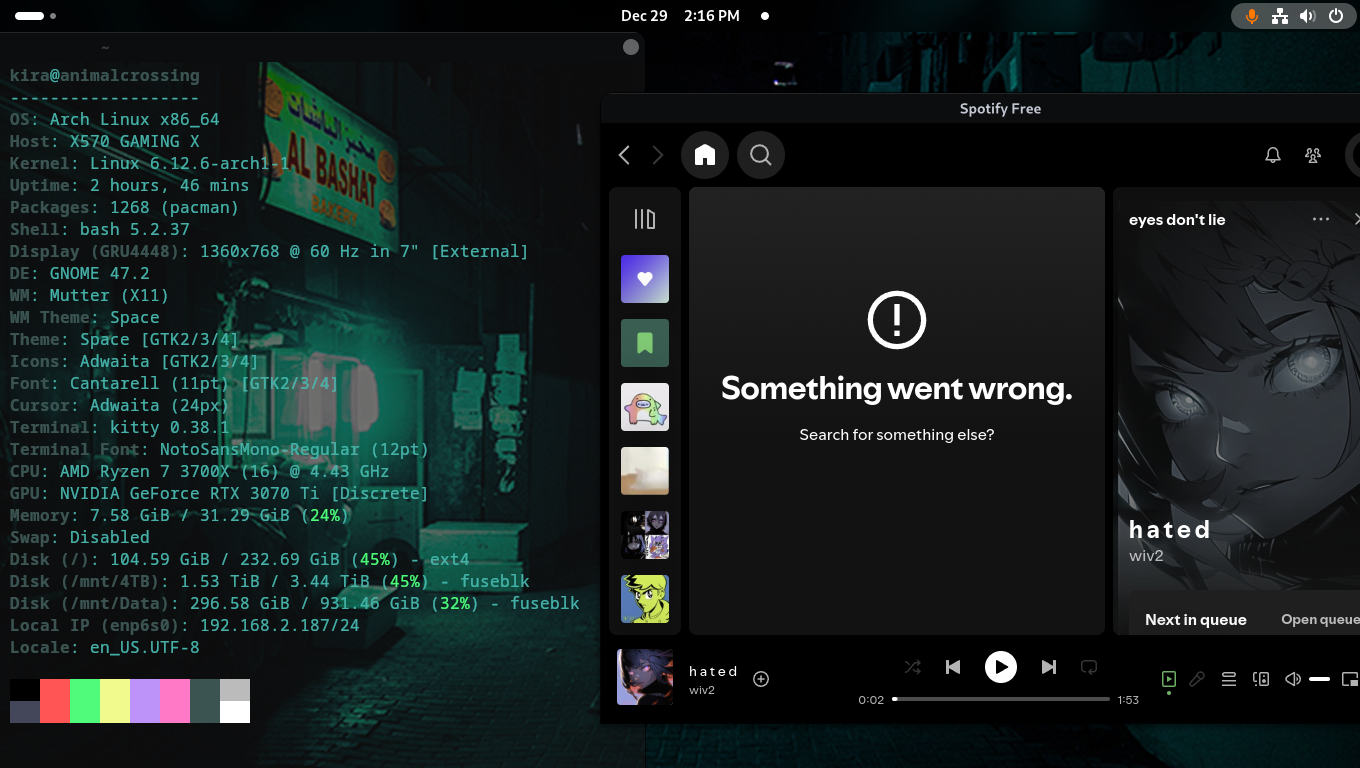 Dec 29 2:16 PM
~
kira@animalcrossing
-------------------
OS: Arch Linux x86_64
Host: X570 GAMING X
Kernel: Linux 6.12.6-arch1-1
Uptime: 2 hours, 46 mins
Packages: 1268 (pacman)
Shell: bash 5.2.37
Display (GRU4448): 1360x768 @ 60 Hz in 7" [External]
DE: GNOME 47.2
WM: Mutter (X11)
WM Theme: Space
Theme: Space [GTK2/3/4]
Icons: Adwaita [GTK2/3/4]
Font: Cantarell (11pt) [GTK2/3/4]
Cursor: Adwaita (24px)
Terminal: kitty 0.38.1
Terminal Font: NotoSansMono-Regular (12pt)
CPU: AMD Ryzen 7 3700X (16) @ 4.43 GHz
GPU: NVIDIA GeForce RTX 3070 Ti [Discrete]
Memory: 7.58 GiB / 31.29 GiB (24%)
Swap: Disabled
Disk (/): 104.59 GiB / 232.69 GiB (45%) - ext4
Disk (/mnt/4TB): 1.53 TiB / 3.44 TiB (45%) - fuseblk
Disk (/mnt/Data): 296.58 GiB / 931.46 GiB (32%) - fuseblk
Local IP (enp6s0): 192.168.2.187/24
Locale: en_US.UTF-8
AL BASHAT
BAKERY
Spotify Free
Something went wrong.
Search for something else?
eyes don't lie
hated
wiv2
Next in queue Open queue
hated
wiv2
0:02 1:53